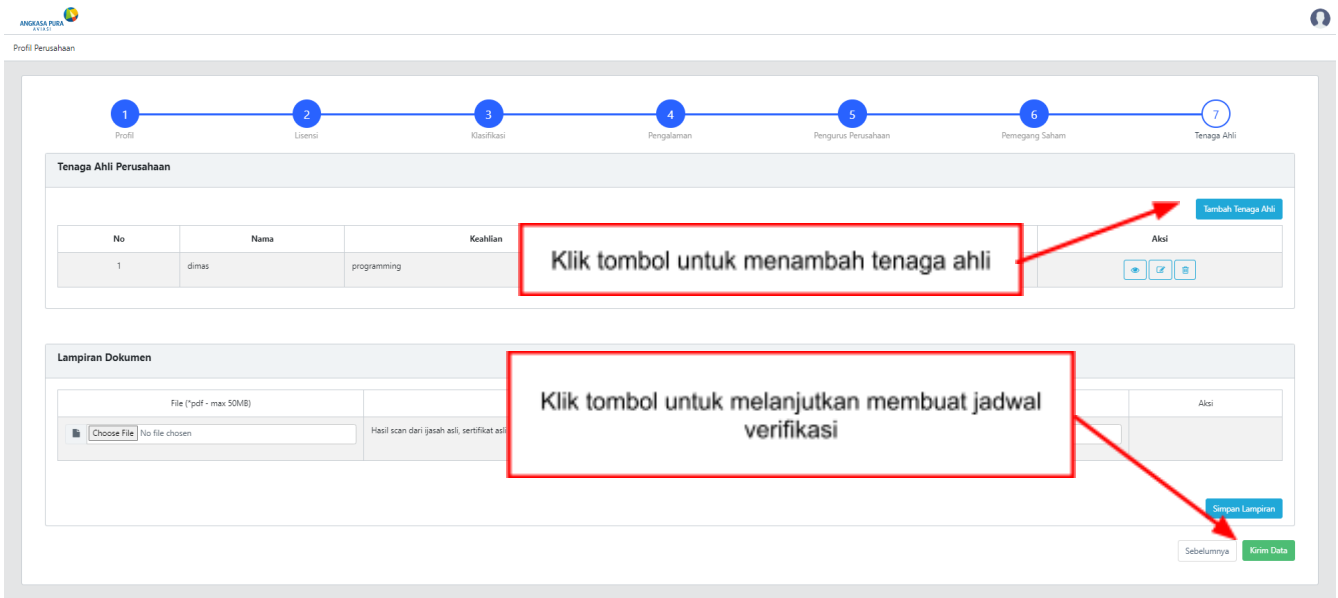 ANGKASA PURA
AVIASI
Profil Perusahaan
1 2 3 4 5 6 7
Profil Lisensi Klasifikasi Pengalaman Pengurus Perusahaan Pemegang Saham Tenaga Ahli
Tenaga Ahli Perusahaan
Tambah Tenaga Ahli
No Nama Keahlian Aksi
1 dimas programming
Klik tombol untuk menambah tenaga ahli
Lampiran Dokumen
File (*pdf - max 50MB) Aksi
Choose File No file chosen Hasil scan dari ijasah asli, sertifikat asli
Klik tombol untuk melanjutkan membuat jadwal
verifikasi
Simpan Lampiran
Sebelumnya Kirim Data